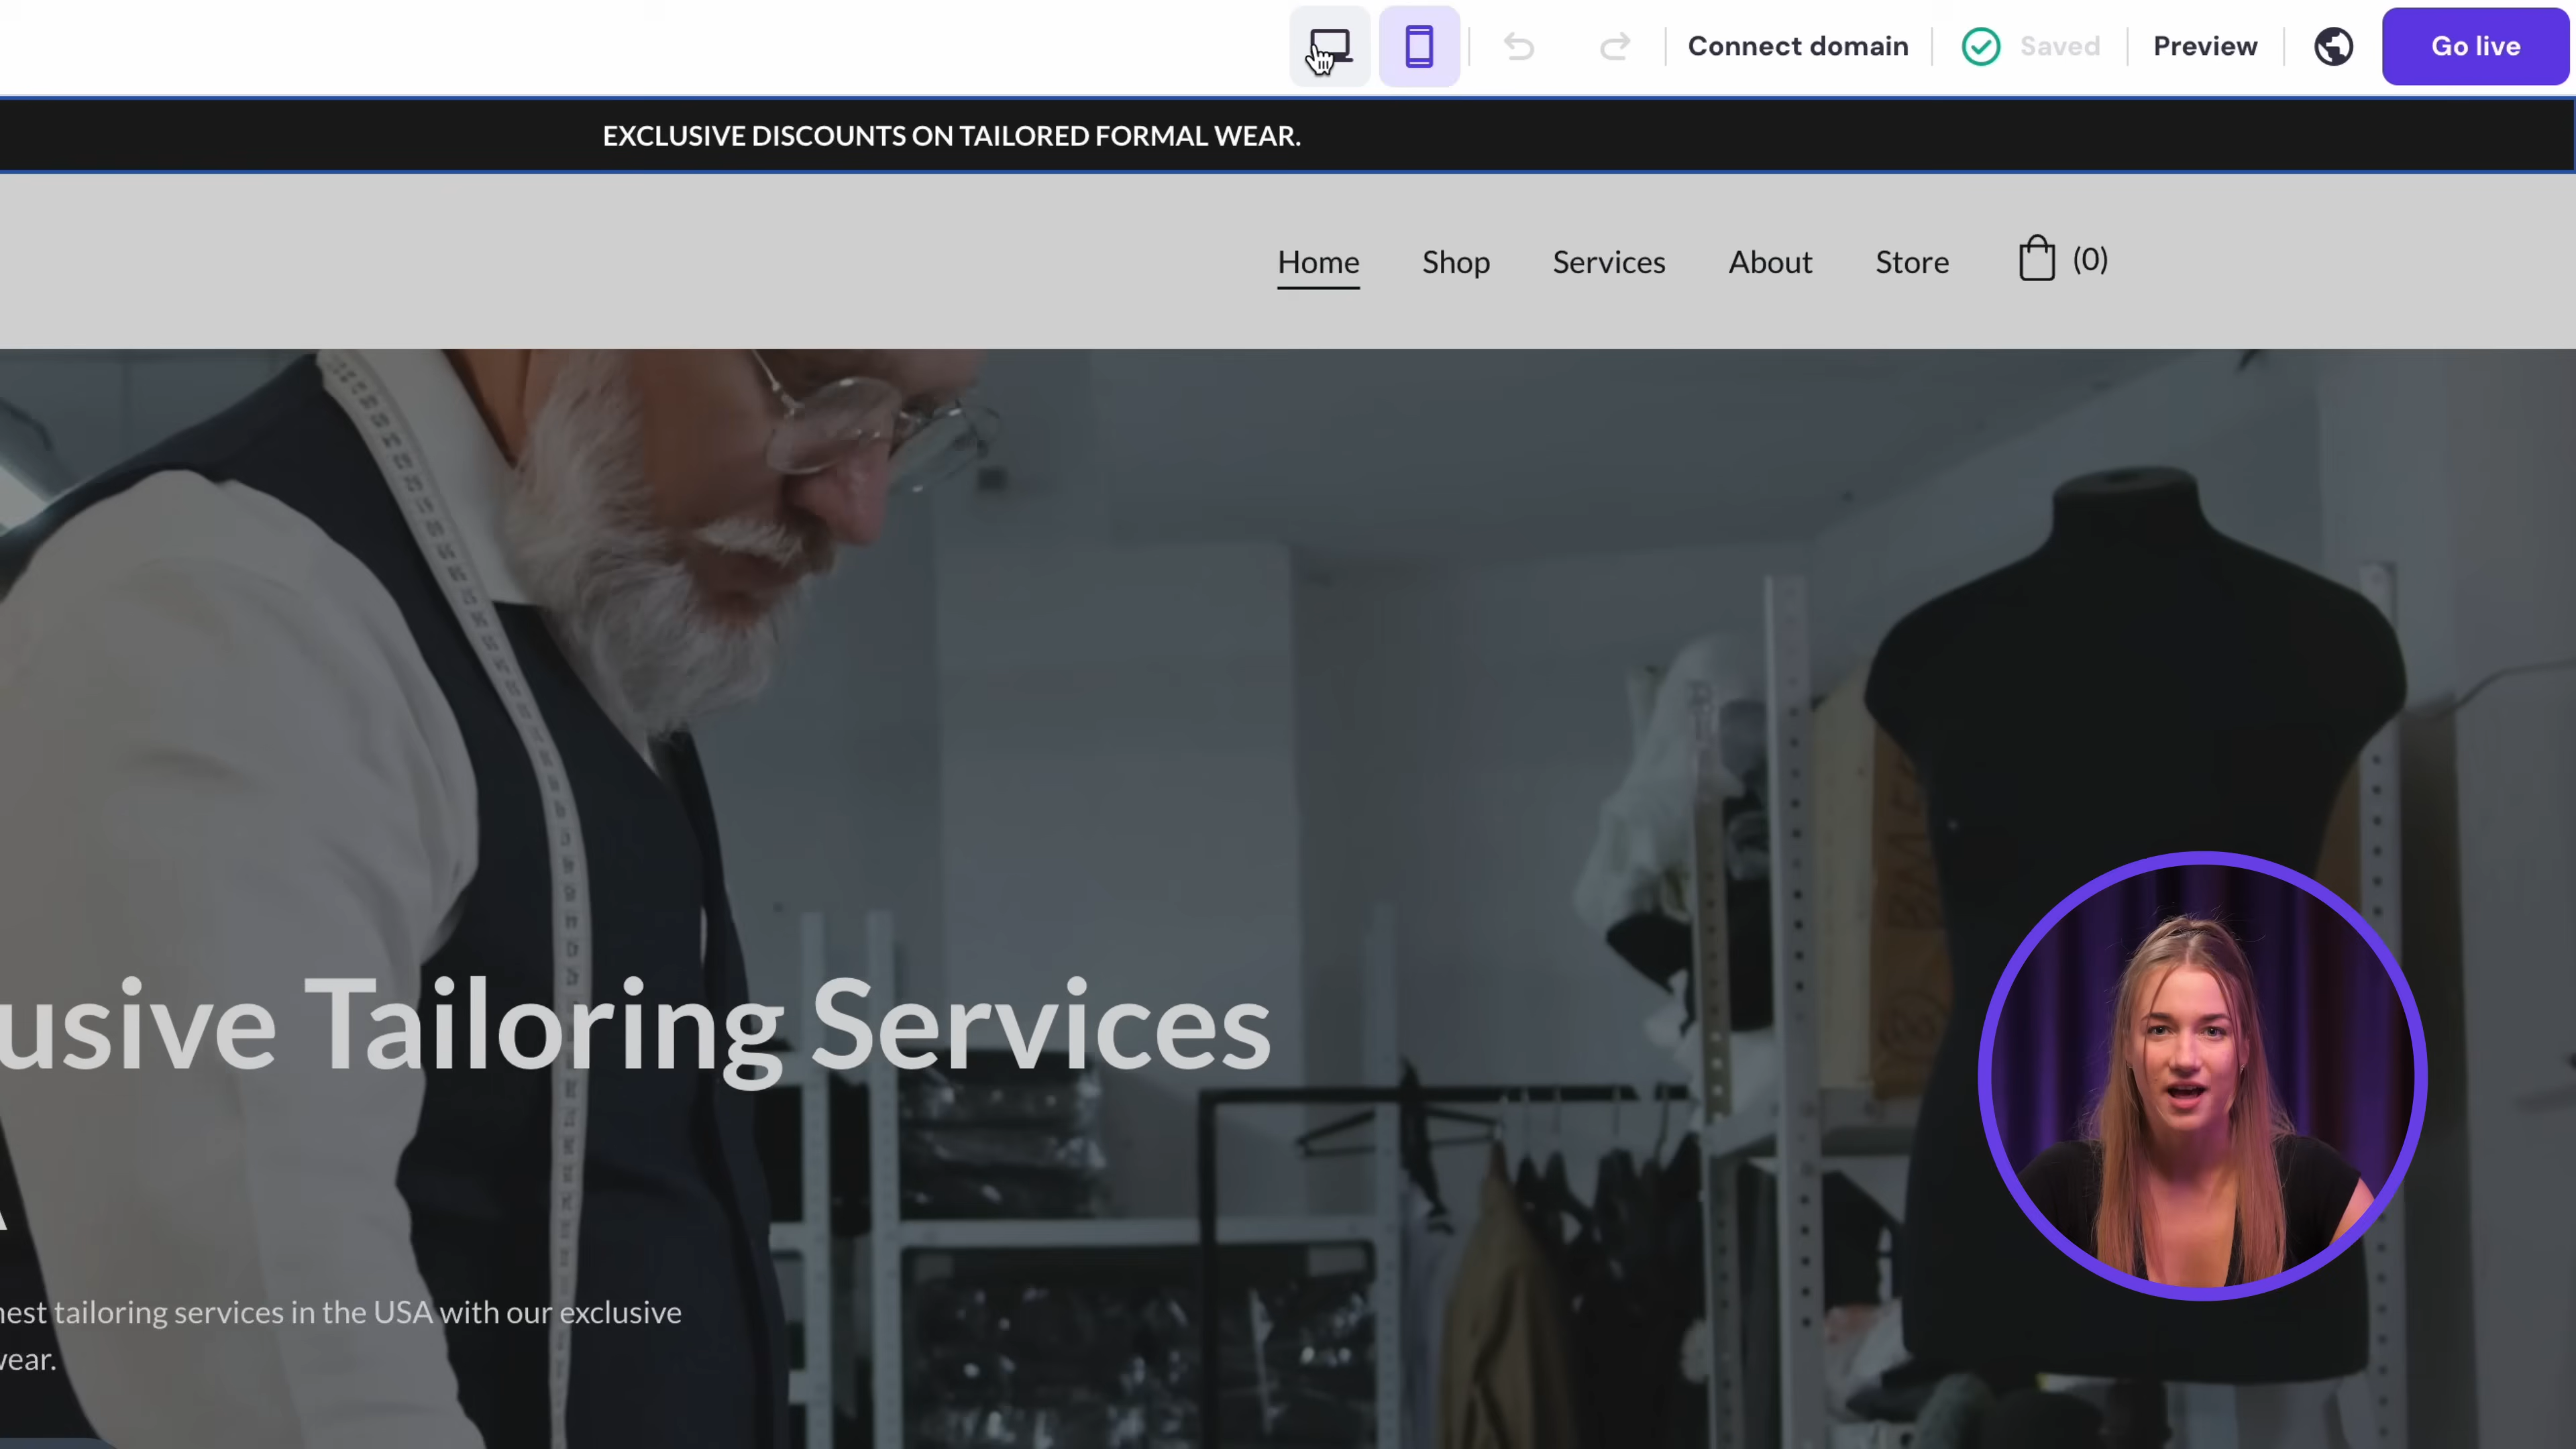 Connect domain
Saved
Preview
Go live
EXCLUSIVE DISCOUNTS ON TAILORED FORMAL WEAR.
Home
Shop
Services
About
Store
(0)
usive Tailoring Services
nest tailoring services in the USA with our exclusive
wear.